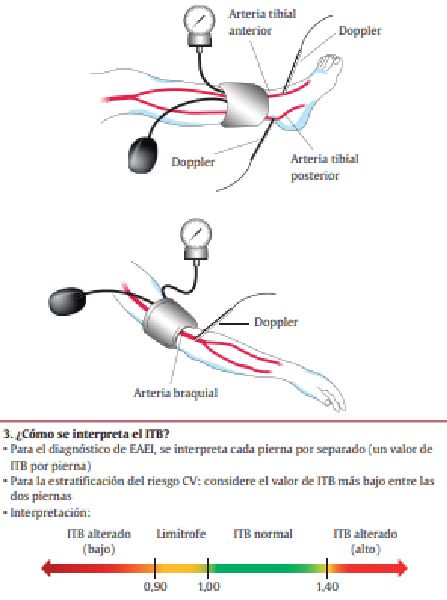 Arteria tibial
anterior
Doppler
Doppler
Arteria tibial
posterior
Doppler
Arteria braquial
3. ¿Cómo se interpreta el ITB?
• Para el diagnóstico de EAEI, se interpreta cada pierna por separado (un valor de
ITB por pierna)
• Para la estratificación del riesgo CV: considere el valor de ITB más bajo entre las
dos piernas
• Interpretación:
ITB alterado
(bajo)
Limítrofe
ITB normal
ITB alterado
(alto)
0,90
1,00
1,40